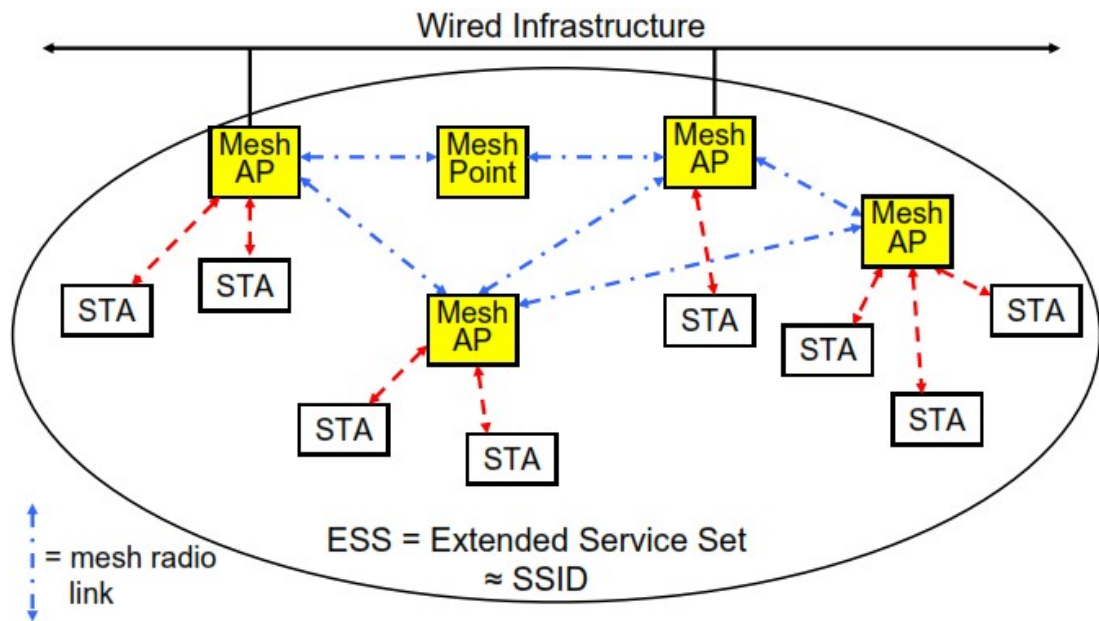 Wired Infrastructure
Mesh
AP
Mesh
Point
Mesh
AP
Mesh
AP
STA
STA
Mesh
AP
STA
STA
STA
STA
STA
STA
STA
ESS = Extended Service Set
≈ SSID
= mesh radio
link